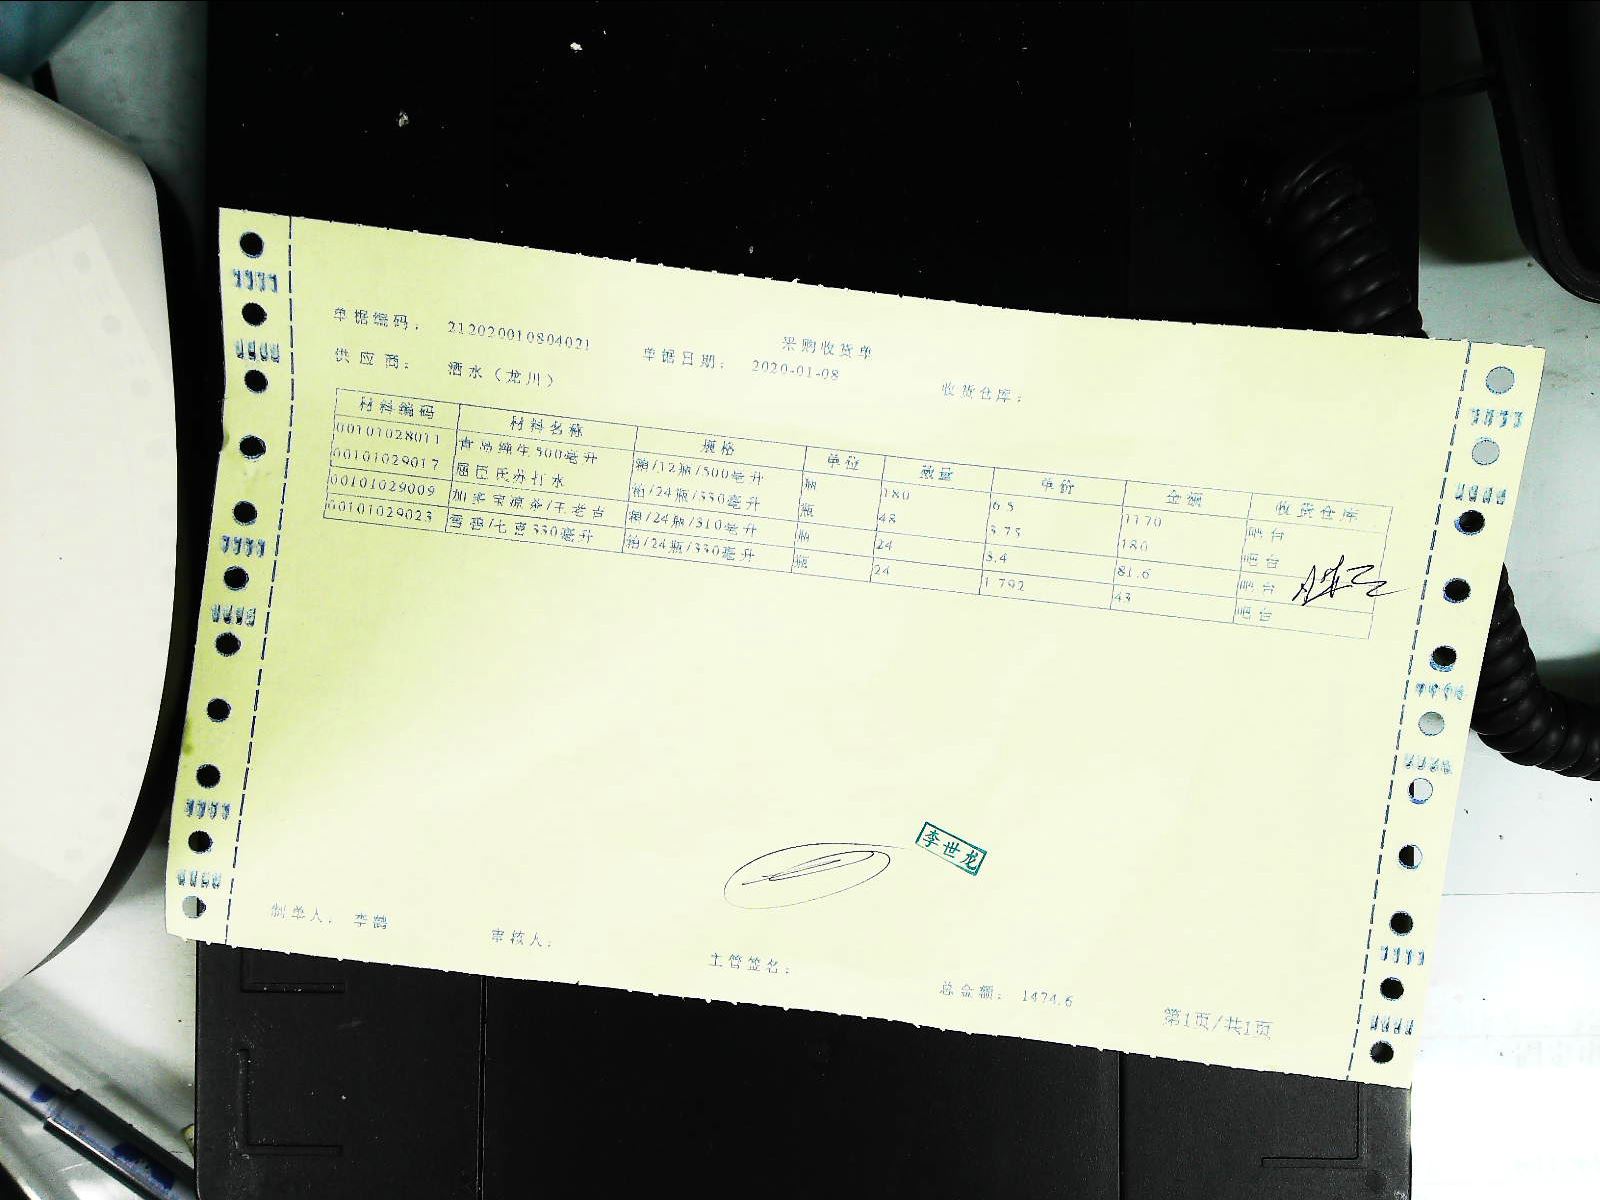 采购收货单
单据编码： 212020010804021 单据日期： 2020-01-08 收货仓库：
供应商： 酒水（龙川）
材料编码 材料名称 规格 单位 数量 单价 金额 收货仓库
00101028011 青岛纯生500毫升 箱/12瓶/500毫升 瓶 180 6.5 1170 吧台
00101029017 屈臣氏苏打水 箱/24瓶/330毫升 瓶 48 3.75 180 吧台
00101029009 加多宝凉茶/王老吉 箱/24瓶/310毫升 瓶 24 3.4 81.6 吧台
00101029023 雪碧/七喜330毫升 箱/24瓶/330毫升 瓶 24 1.792 43 吧台
李世龙
制单人： 李鹤 审核人： 主管签名： 总金额： 1474.6 第1页/共1页